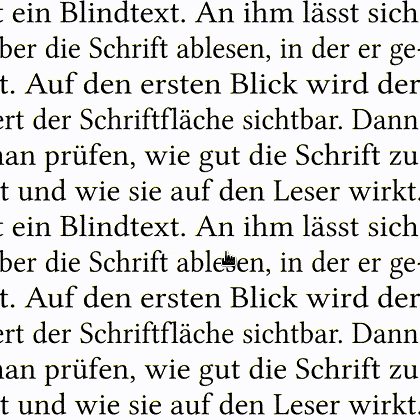 t ein Blindtext. An ihm lässt sich
ber die Schrift ablesen, in der er ge-
t. Auf den ersten Blick wird der
ert der Schriftfläche sichtbar. Dann
nan prüfen, wie gut die Schrift zu
t und wie sie auf den Leser wirkt.
t ein Blindtext. An ihm lässt sich
ber die Schrift ablesen, in der er ge-
t. Auf den ersten Blick wird der
ert der Schriftfläche sichtbar. Dann
nan prüfen, wie gut die Schrift zu
t und wie sie auf den Leser wirkt.